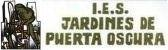 I.E.S.
JARDINES DE
PUERTA OSCURA